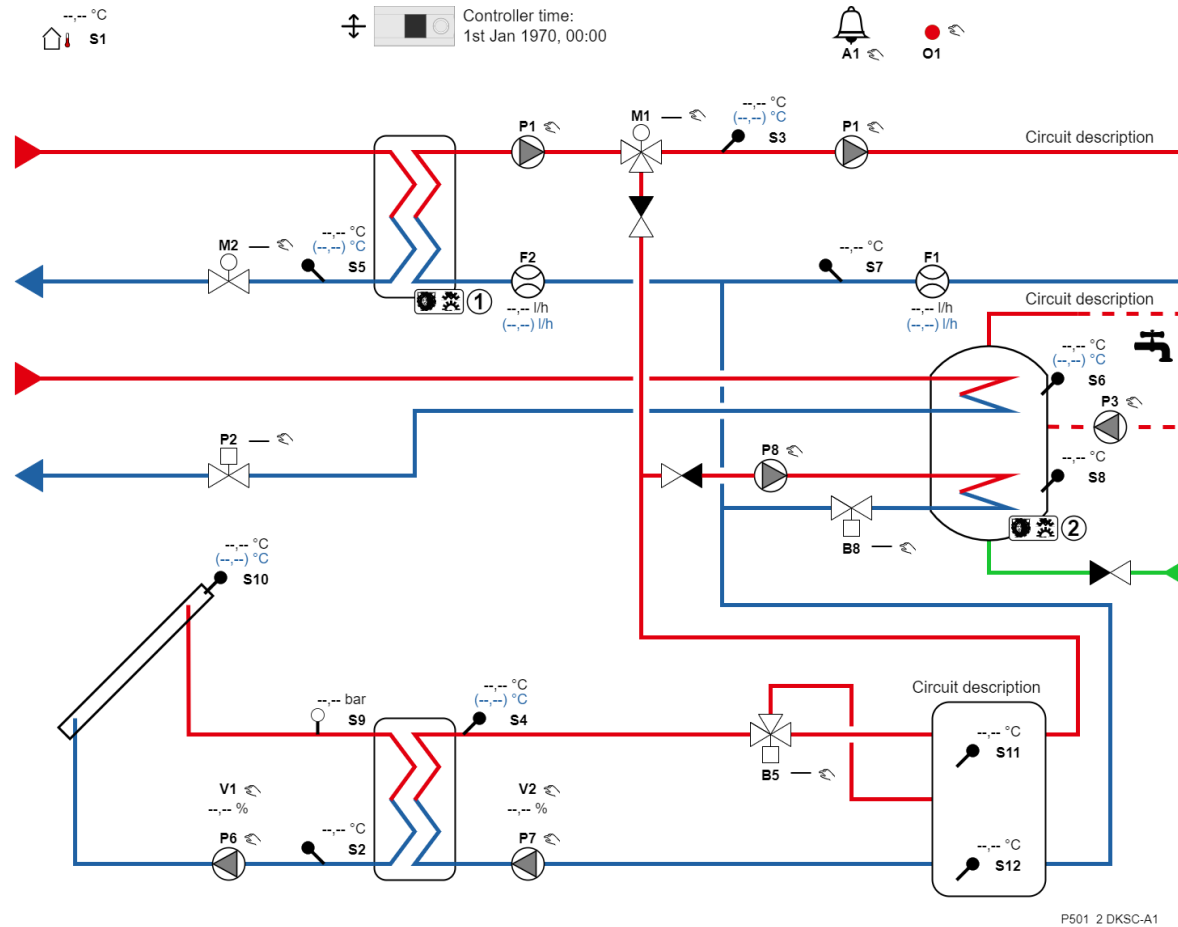 --,-- °C
S1
Controller time:
1st Jan 1970, 00:00
A1
O1
P1
M1
--,-- °C
(--,--) °C
S3
P1
Circuit description
M2
--,-- °C
(--,--) °C
S5
F2
--,-- l/h
(--,--) l/h
1
--,-- °C
S7
F1
--,-- l/h
(--,--) l/h
Circuit description
--,-- °C
(--,--) °C
S6
P3
P2
P8
--,-- °C
S8
B8
2
--,-- °C
(--,--) °C
S10
--,-- bar
S9
--,-- °C
(--,--) °C
S4
Circuit description
B5
--,-- °C
S11
V1
--,-- %
P6
--,-- °C
S2
V2
--,-- %
P7
--,-- °C
S12
P501 2 DKSC-A1